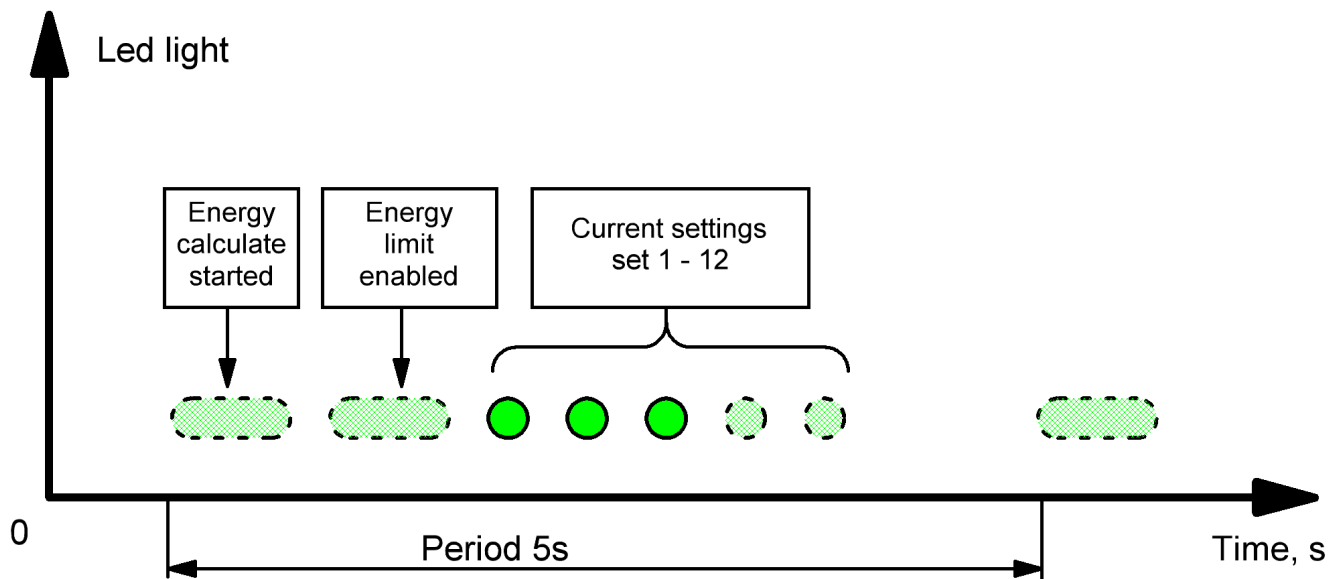 Led light
Energy
calculate
started
Energy
limit
enabled
Current settings
set 1 - 12
0
Period 5s
Time, s